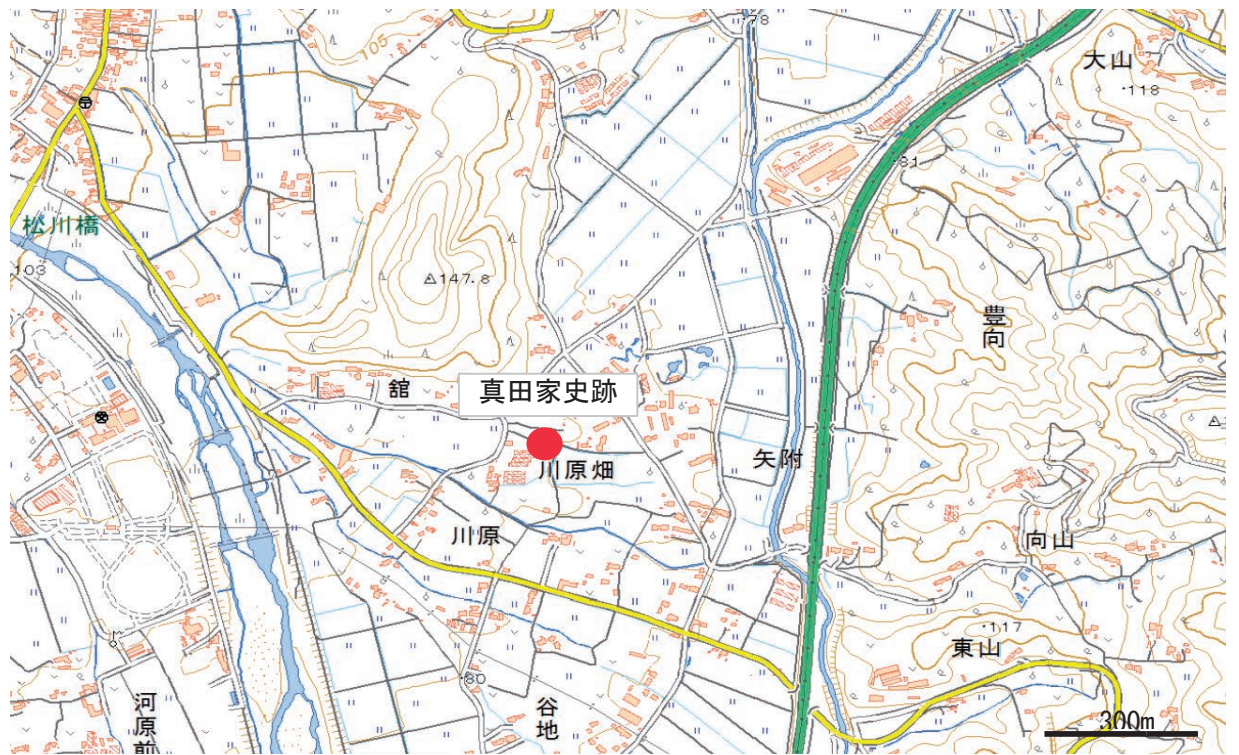 78
105
大山
118
81
松川橋
103
147.8
豊向
舘
真田家史跡
川原畑
矢附
川原
向山
117
東山
80
谷地
河原前
300m